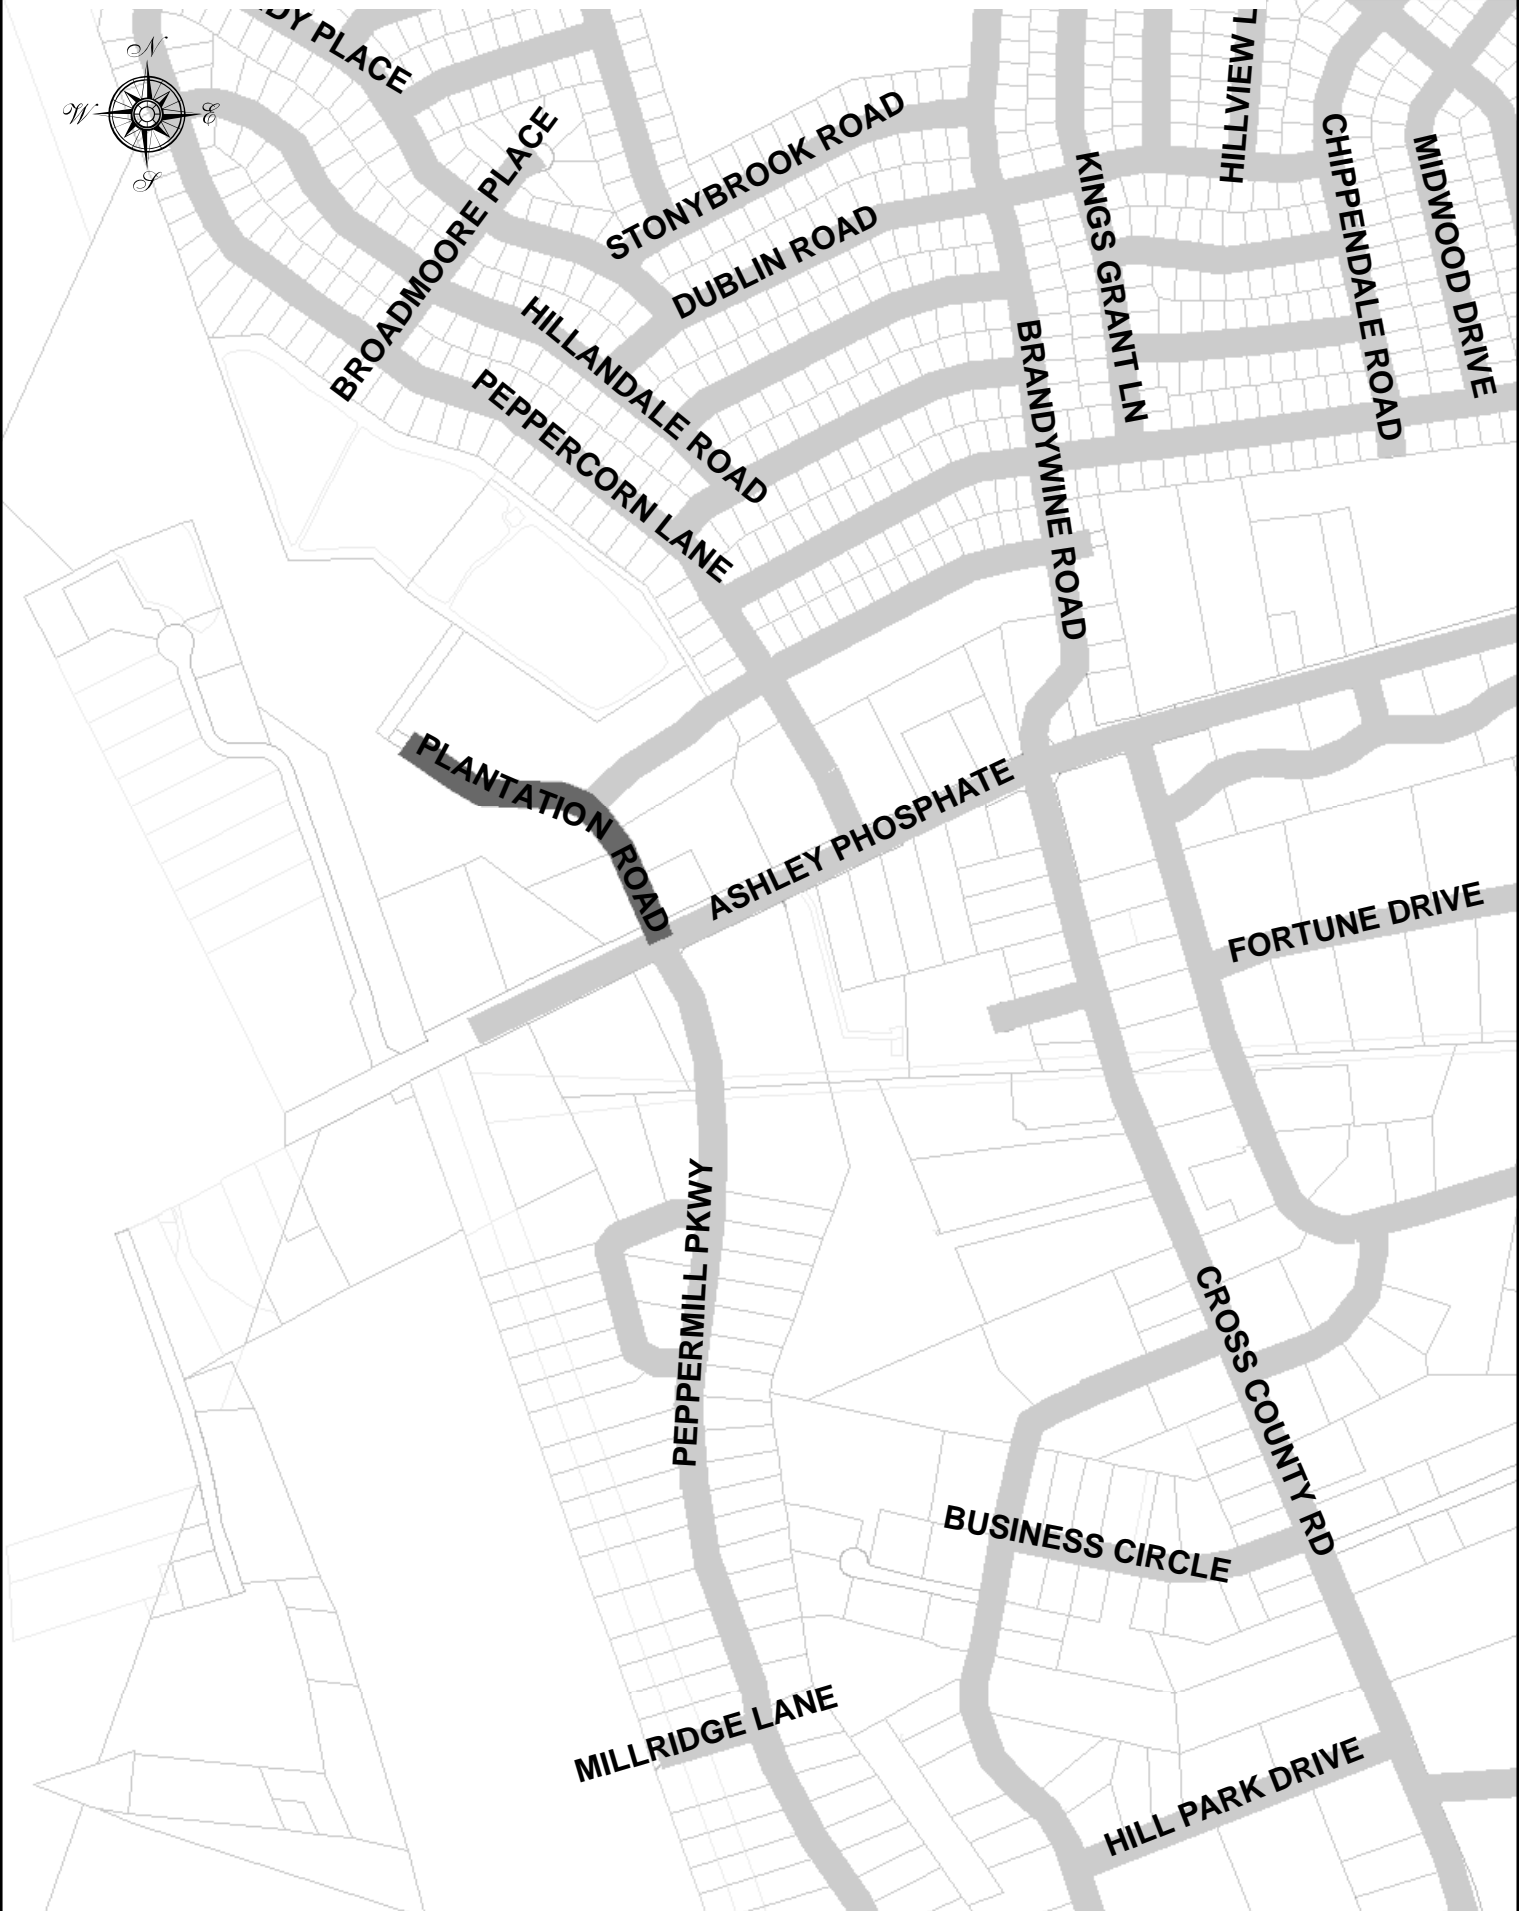 DY PLACE
N
W
E
S
BROADMOORE PLACE
STONYBROOK ROAD
DUBLIN ROAD
HILLVIEW L
CHIPPENDALE ROAD
MIDWOOD DRIVE
KINGS GRANT LN
HILLANDALE ROAD
PEPPERCORN LANE
BRANDYWINE ROAD
PLANTATION ROAD
ASHLEY PHOSPHATE
FORTUNE DRIVE
PEPPERMILL PKWY
CROSS COUNTY RD
BUSINESS CIRCLE
MILLRIDGE LANE
HILL PARK DRIVE